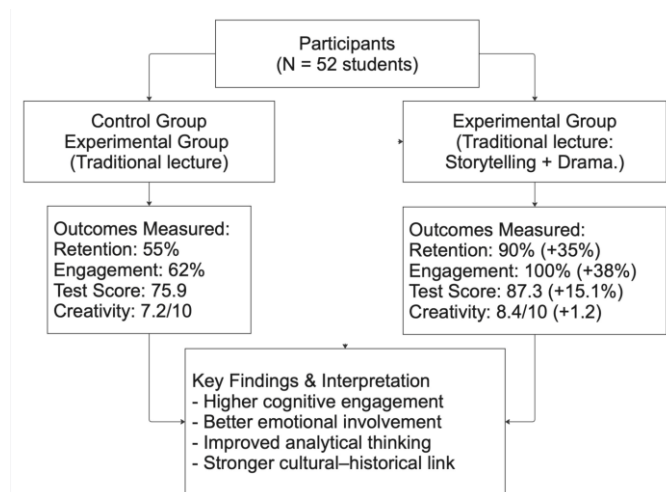 Participants
(N = 52 students)
Control Group
Experimental Group
(Traditional lecture)
Experimental Group
(Traditional lecture:
Storytelling + Drama.)
Outcomes Measured:
Retention: 55%
Engagement: 62%
Test Score: 75.9
Creativity: 7.2/10
Outcomes Measured:
Retention: 90% (+35%)
Engagement: 100% (+38%)
Test Score: 87.3 (+15.1%)
Creativity: 8.4/10 (+1.2)
Key Findings & Interpretation
- Higher cognitive engagement
- Better emotional involvement
- Improved analytical thinking
- Stronger cultural–historical link